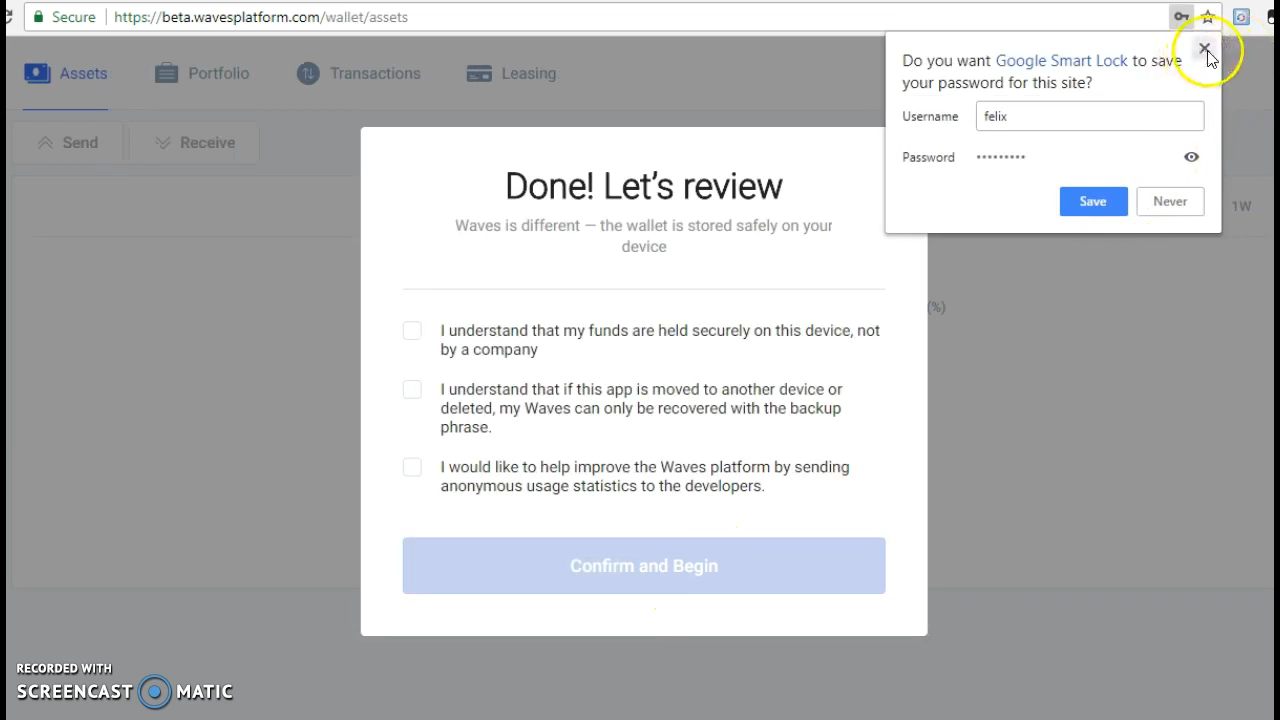 Secure
https://beta.wavesplatform.com/wallet/assets
Assets
Portfolio
Transactions
Leasing
Send
Receive
Do you want Google Smart Lock to save
your password for this site?
Username
felix
Password
•••••••••
Save
Never
1W
(%)
Done! Let's review
Waves is different — the wallet is stored safely on your
device
I understand that my funds are held securely on this device, not
by a company
I understand that if this app is moved to another device or
deleted, my Waves can only be recovered with the backup
phrase.
I would like to help improve the Waves platform by sending
anonymous usage statistics to the developers.
Confirm and Begin
RECORDED WITH
SCREENCAST MATIC